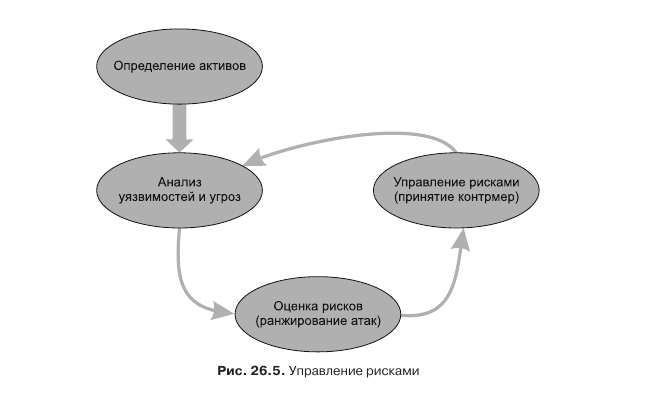 Определение активов
Анализ
уязвимостей и угроз
Управление рисками
(принятие контрмер)
Оценка рисков
(ранжирование атак)
Рис. 26.5. Управление рисками